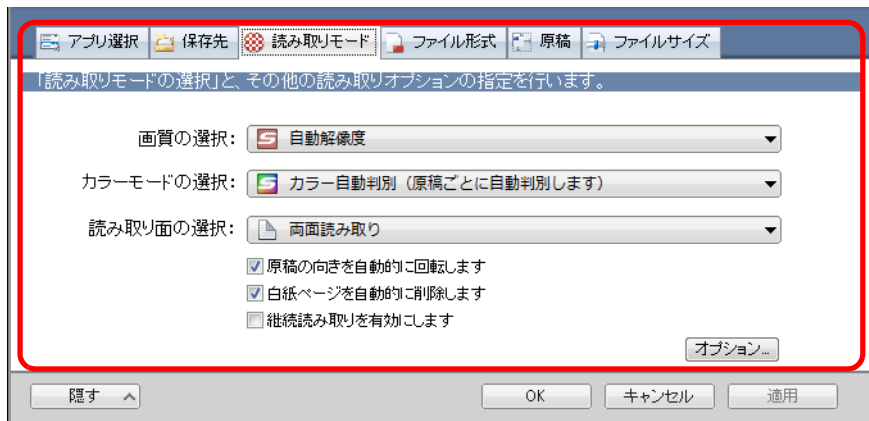 アプリ選択 保存先 読み取りモード ファイル形式 原稿 ファイルサイズ
「読み取りモードの選択」と、その他の読み取りオプションの指定を行います。
画質の選択: 自動解像度
カラーモードの選択: カラー自動判別（原稿ごとに自動判別します）
読み取り面の選択: 両面読み取り
原稿の向きを自動的に回転します
白紙ページを自動的に削除します
継続読み取りを有効にします
オプション...
隠す OK キャンセル 適用